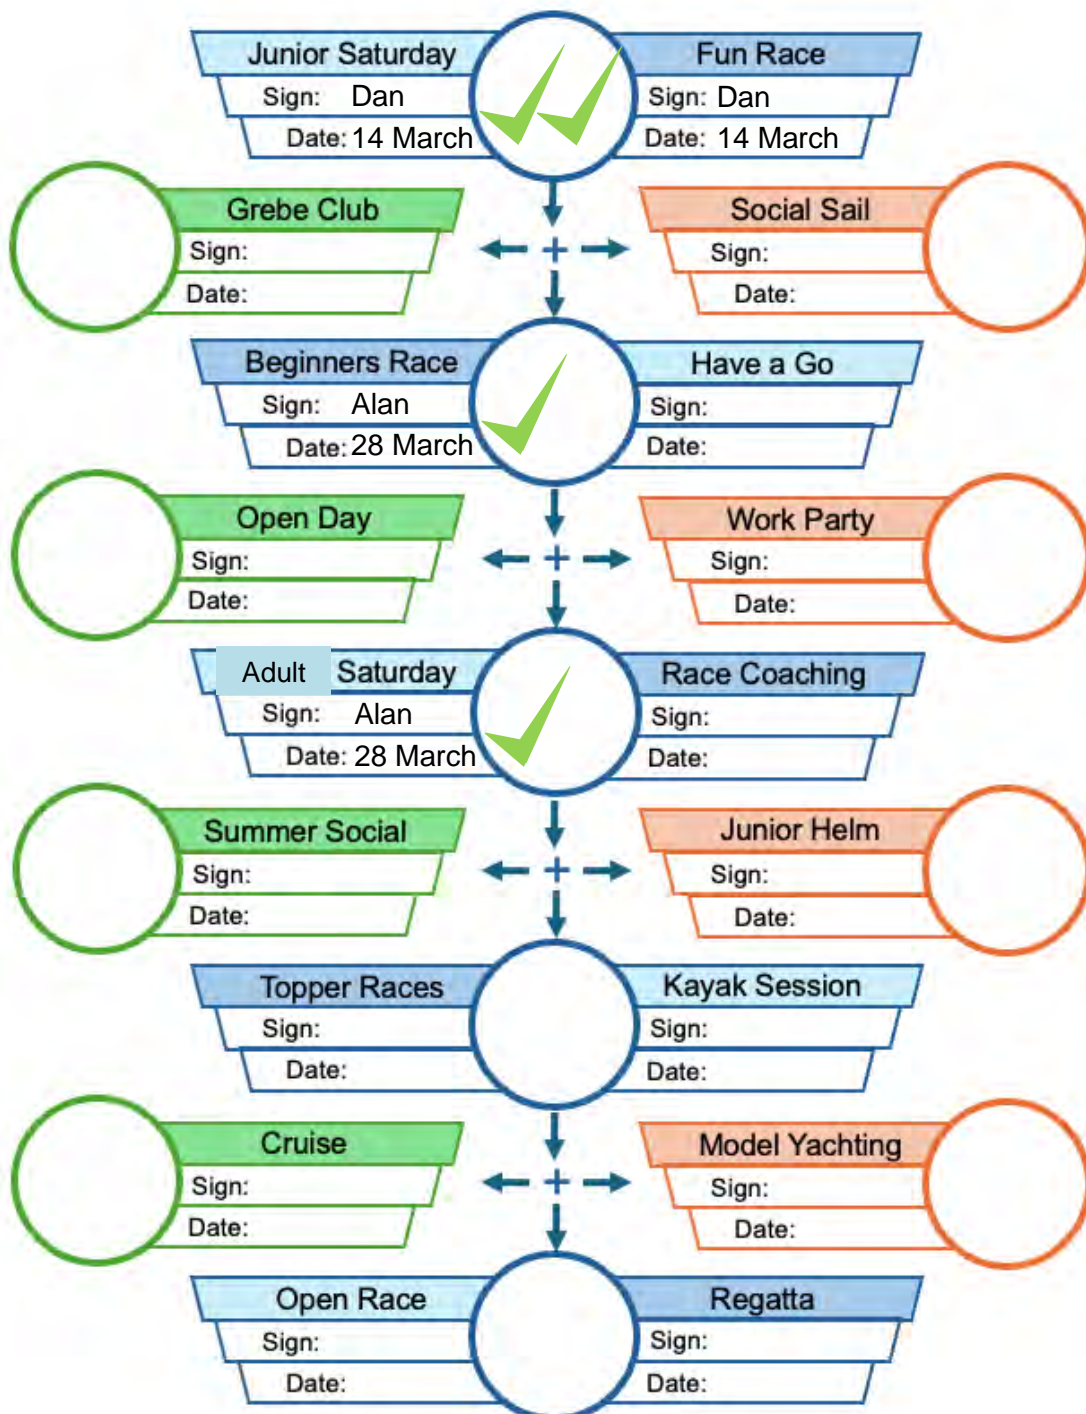 Junior Saturday
Sign: Dan
Date: 14 March
Fun Race
Sign: Dan
Date: 14 March
Grebe Club
Sign:
Date:
Social Sail
Sign:
Date:
Beginners Race
Sign: Alan
Date: 28 March
Have a Go
Sign:
Date:
Open Day
Sign:
Date:
Work Party
Sign:
Date:
Adult Saturday
Sign: Alan
Date: 28 March
Race Coaching
Sign:
Date:
Summer Social
Sign:
Date:
Junior Helm
Sign:
Date:
Topper Races
Sign:
Date:
Kayak Session
Sign:
Date:
Cruise
Sign:
Date:
Model Yachting
Sign:
Date:
Open Race
Sign:
Date:
Regatta
Sign:
Date: